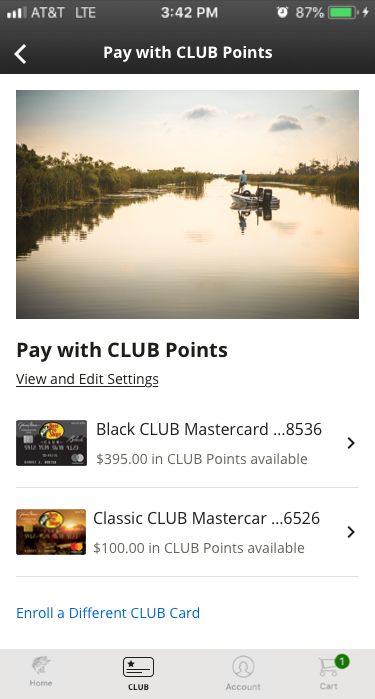 AT&T LTE 3:42 PM 87%
Pay with CLUB Points
Pay with CLUB Points
View and Edit Settings
Black CLUB Mastercard ...8536
$395.00 in CLUB Points available
Classic CLUB Mastercar ...6526
$100.00 in CLUB Points available
Enroll a Different CLUB Card
1
Home CLUB Account Cart